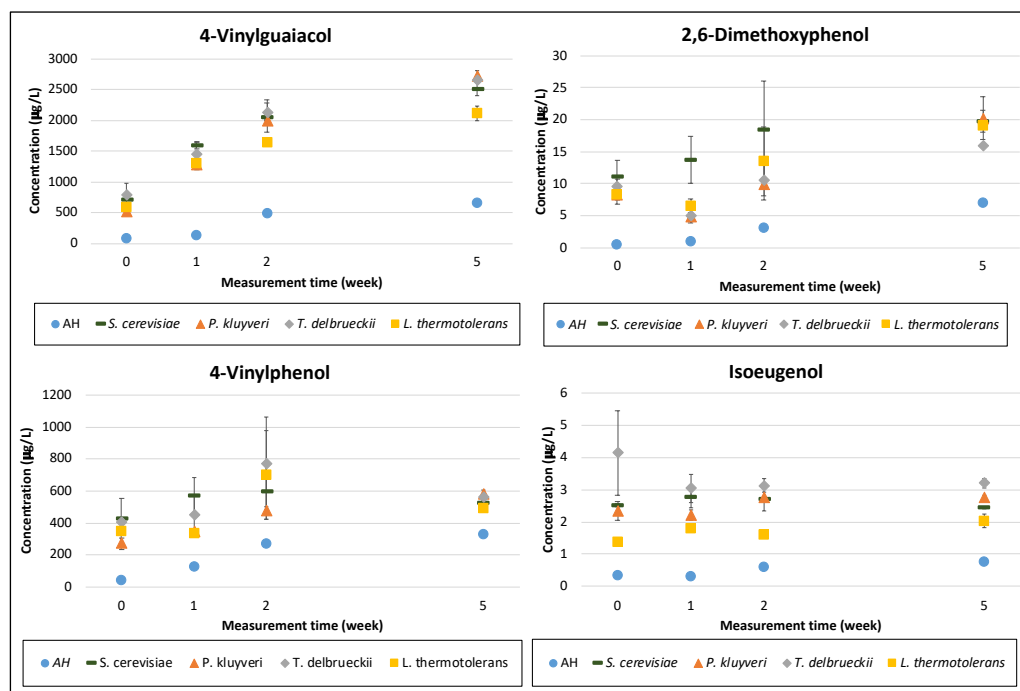 4-Vinylguaiacol
Concentration (µg/L)
3000
2500
2000
1500
1000
500
0
0 1 2 5
Measurement time (week)
AH S. cerevisiae P. kluyveri T. delbrueckii L. thermotolerans
2,6-Dimethoxyphenol
Concentration (µg/L)
30
25
20
15
10
5
0
0 1 2 5
Measurement time (week)
AH S. cerevisiae P. kluyveri T. delbrueckii L. thermotolerans
4-Vinylphenol
Concentration (µg/L)
1200
1000
800
600
400
200
0
0 1 2 5
Measurement time (week)
AH S. cerevisiae P. kluyveri T. delbrueckii L. thermotolerans
Isoeugenol
Concentration (µg/L)
6
5
4
3
2
1
0
0 1 2 5
Measurement time (week)
AH S. cerevisiae P. kluyveri T. delbrueckii L. thermotolerans